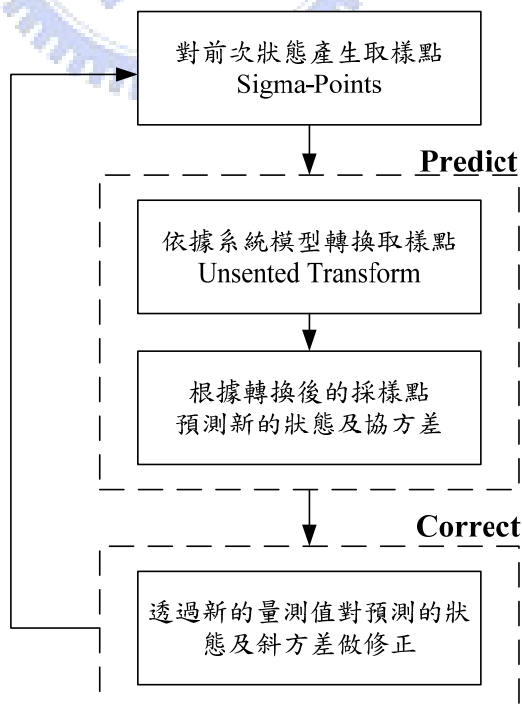 對前次狀態產生取樣點
Sigma-Points
Predict
依據系統模型轉換取樣點
Unsented Transform
根據轉換後的採樣點
預測新的狀態及協方差
Correct
透過新的量測值對預測的狀
態及斜方差做修正